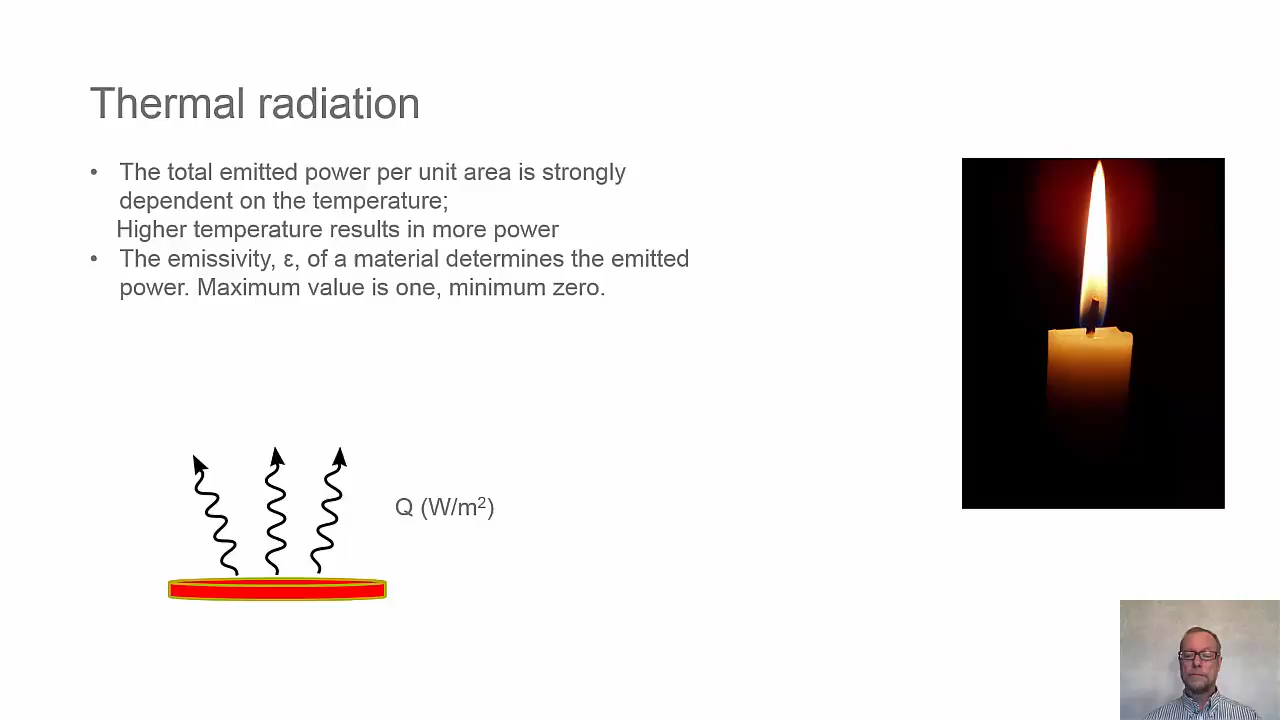 Thermal radiation
• The total emitted power per unit area is strongly
dependent on the temperature;
Higher temperature results in more power
• The emissivity, ε, of a material determines the emitted
power. Maximum value is one, minimum zero.
Q (W/m²)